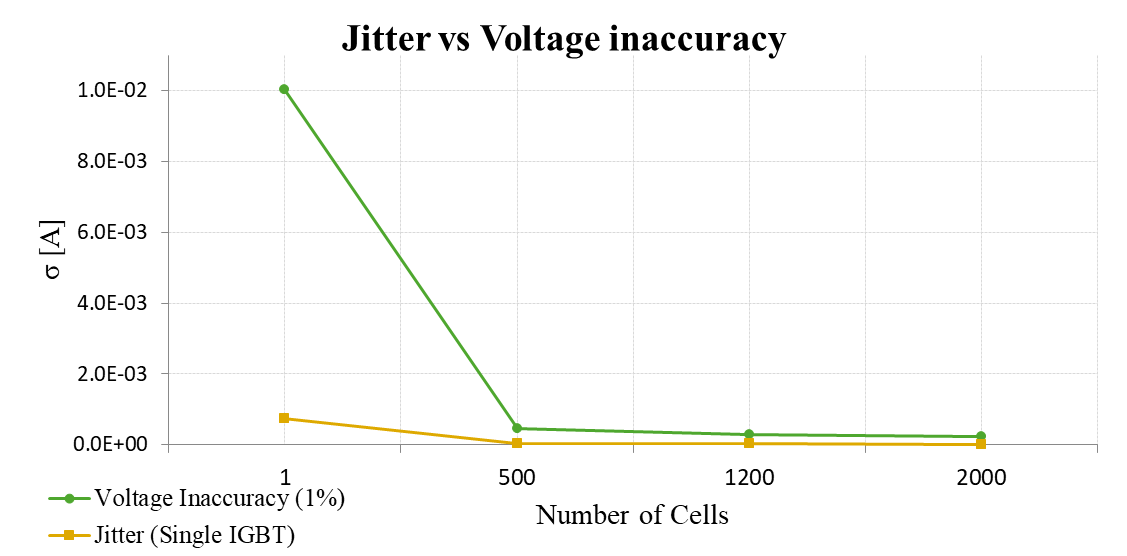 Jitter vs Voltage inaccuracy
1.0E-02
8.0E-03
6.0E-03
4.0E-03
2.0E-03
0.0E+00
σ [A]
1 500 1200 2000
Number of Cells
Voltage Inaccuracy (1%)
Jitter (Single IGBT)